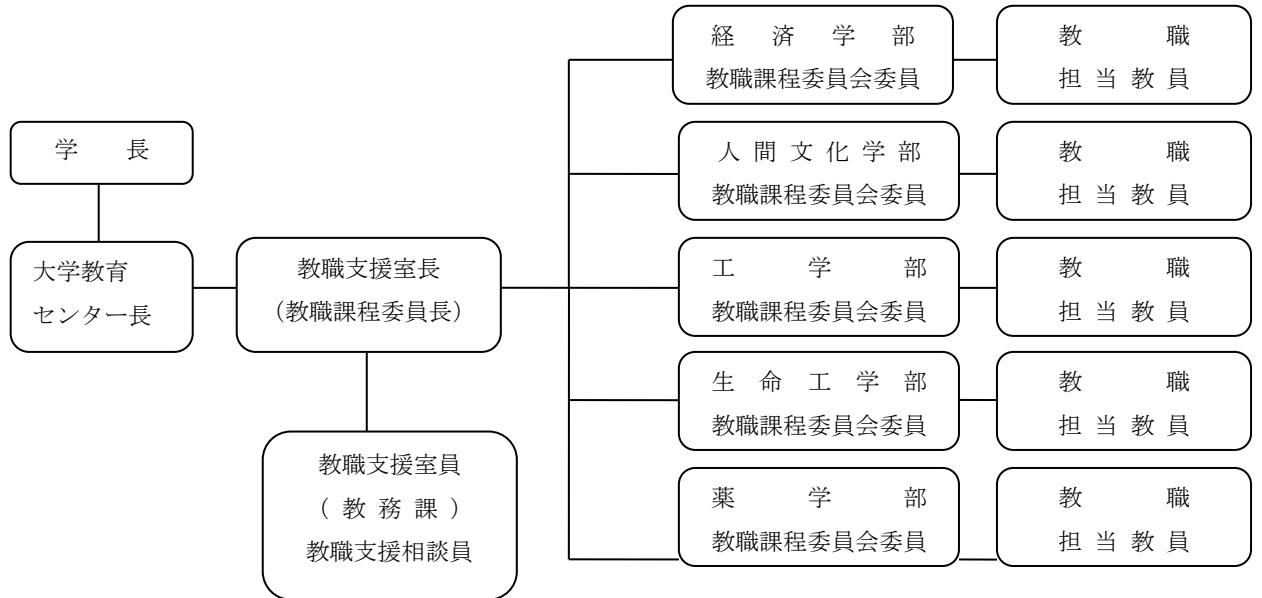 学長
大学教育
センター長
教職支援室長
（教職課程委員長）
教職支援室員
（教務課）
教職支援相談員
経済学部
教職課程委員会委員
教職
担当教員
人間文化学部
教職課程委員会委員
教職
担当教員
工学部
教職課程委員会委員
教職
担当教員
生命工学部
教職課程委員会委員
教職
担当教員
薬学部
教職課程委員会委員
教職
担当教員